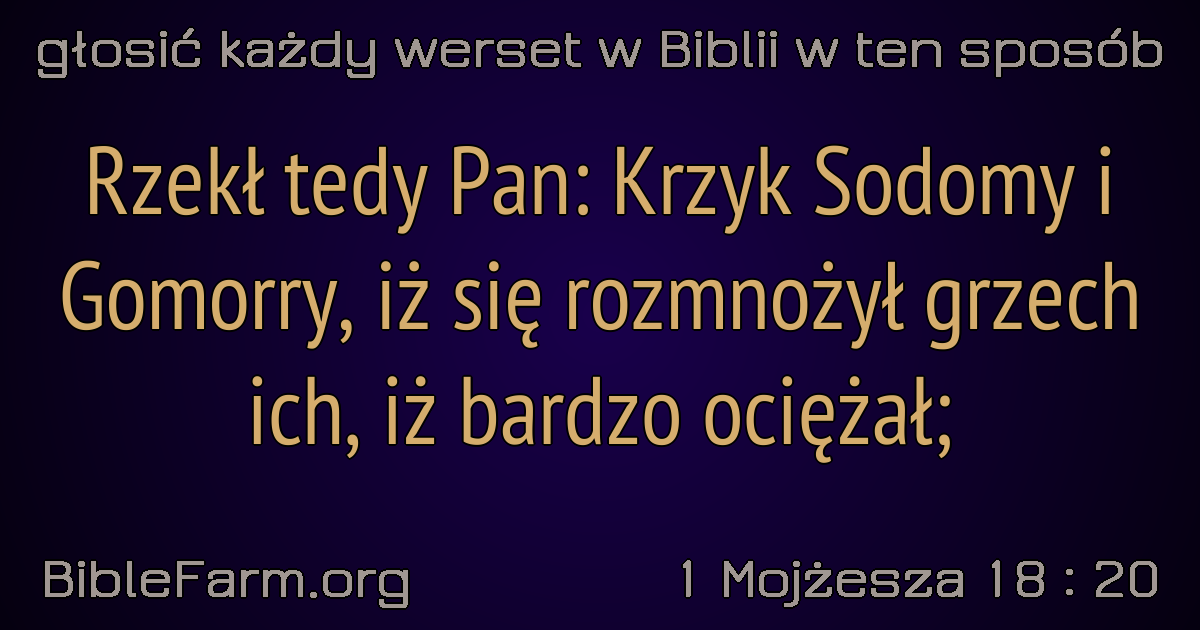 głosić każdy werset w Biblii w ten sposób
Rzekł tedy Pan: Krzyk Sodomy i
Gomorry, iż się rozmnożył grzech
ich, iż bardzo ociężał;
BibleFarm.org
1 Mojżesza 18 : 20